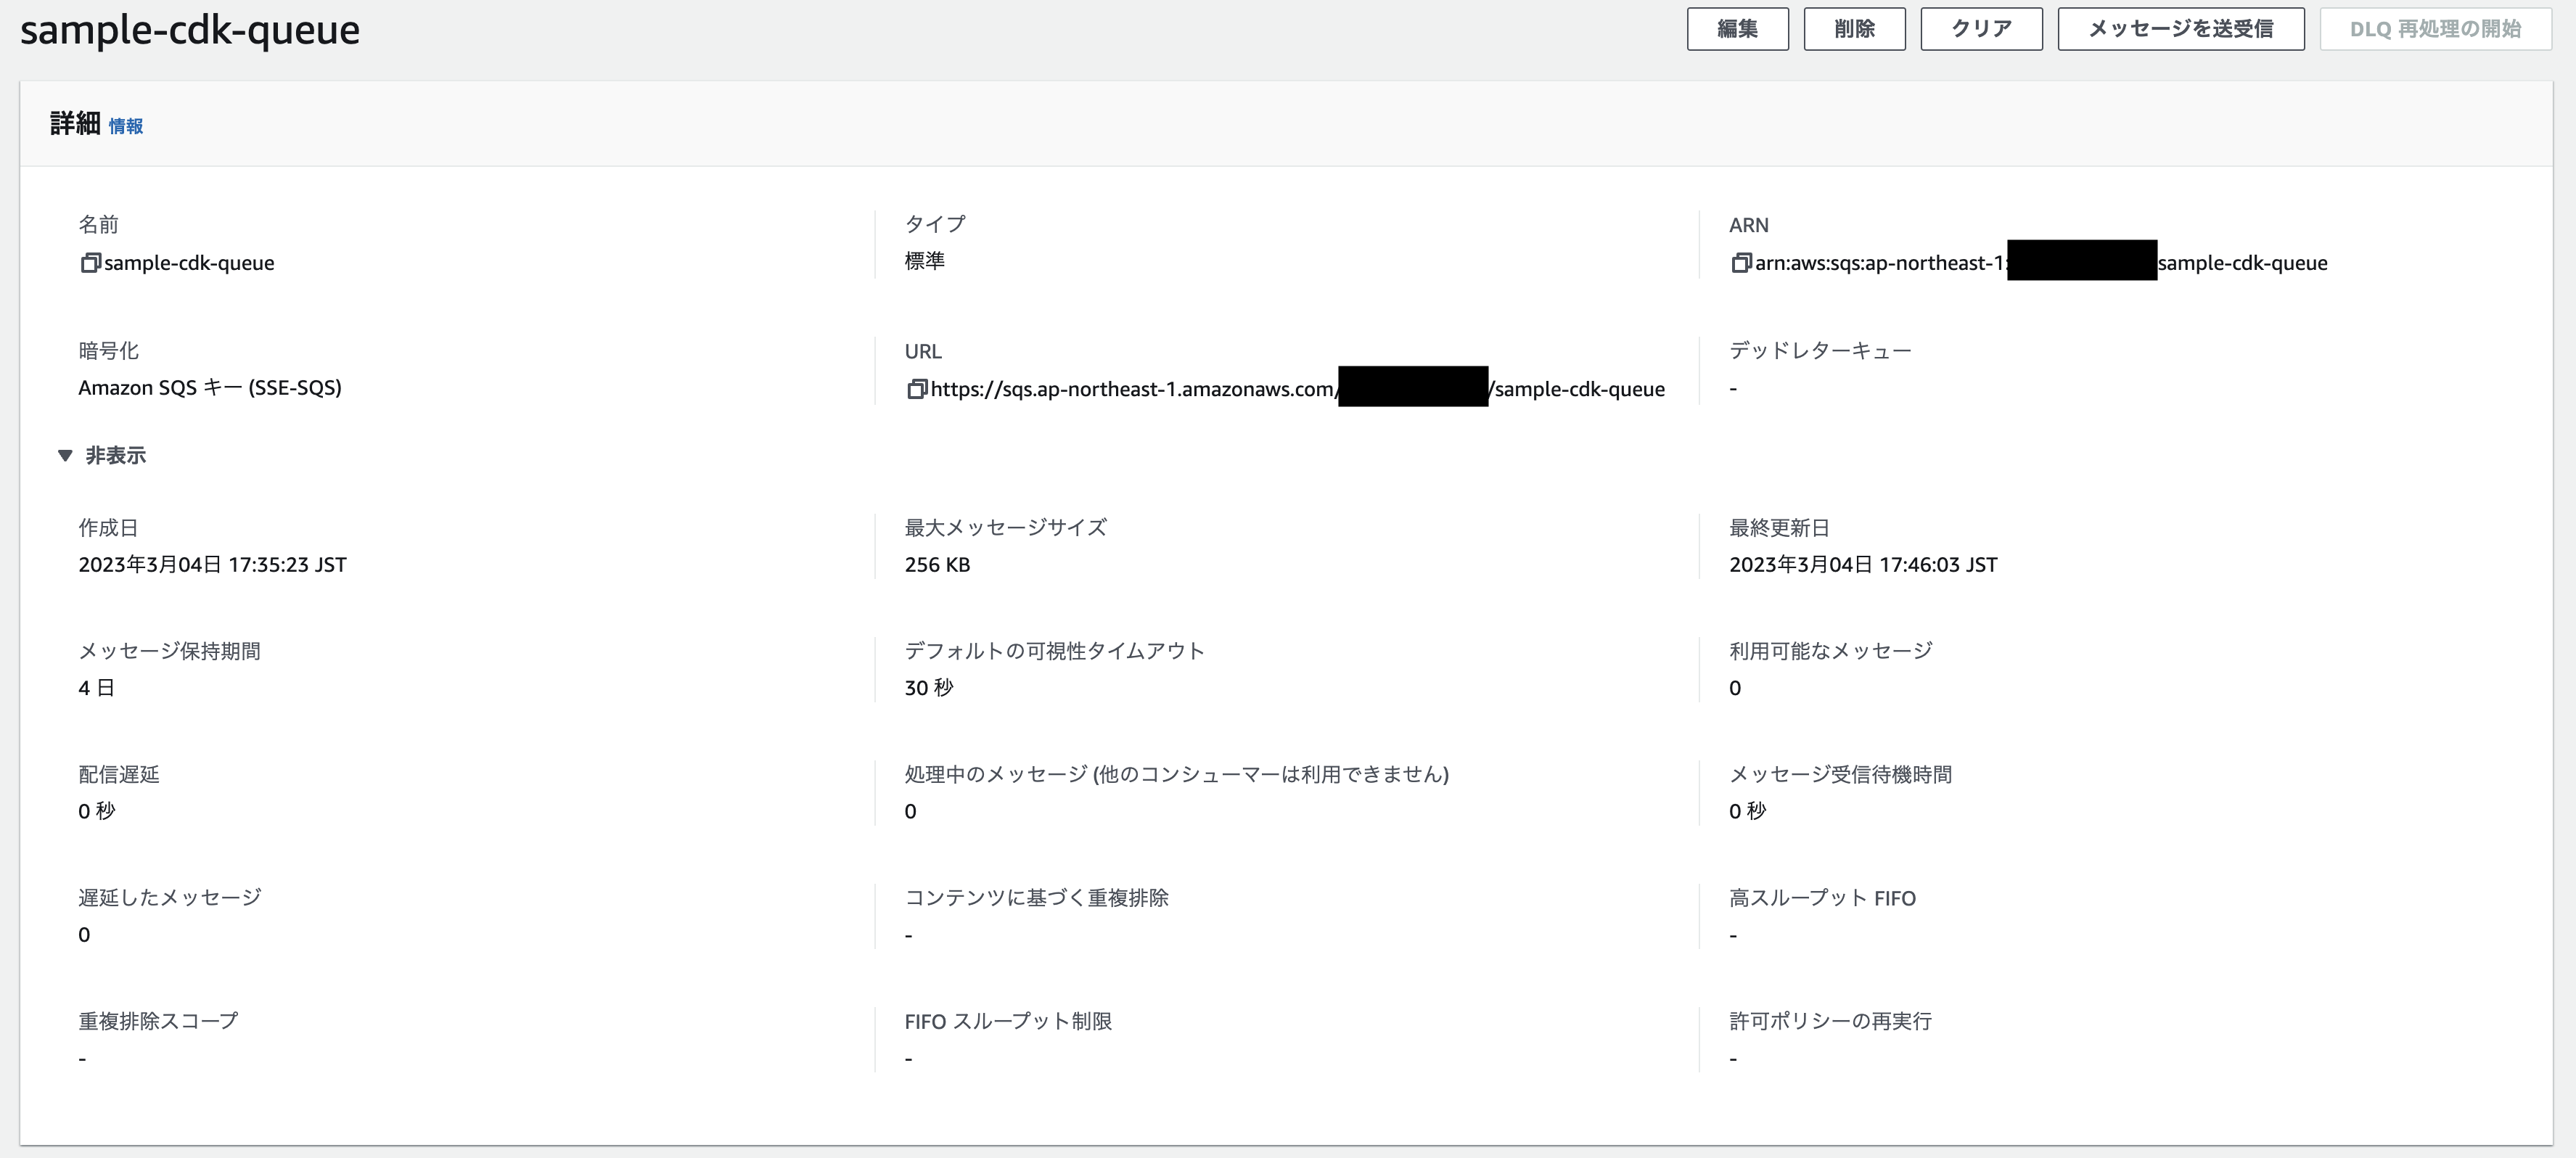 sample-cdk-queue
編集
削除
クリア
メッセージを送受信
DLQ 再処理の開始
詳細 情報
名前
sample-cdk-queue
タイプ
標準
ARN
arn:aws:sqs:ap-northeast-1: sample-cdk-queue
暗号化
Amazon SQS キー (SSE-SQS)
URL
https://sqs.ap-northeast-1.amazonaws.com/ /sample-cdk-queue
デッドレターキュー
-
▼ 非表示
作成日
2023年3月04日 17:35:23 JST
最大メッセージサイズ
256 KB
最終更新日
2023年3月04日 17:46:03 JST
メッセージ保持期間
4 日
デフォルトの可視性タイムアウト
30 秒
利用可能なメッセージ
0
配信遅延
0 秒
処理中のメッセージ (他のコンシューマーは利用できません)
0
メッセージ受信待機時間
0 秒
遅延したメッセージ
0
コンテンツに基づく重複排除
-
高スループット FIFO
-
重複排除スコープ
-
FIFO スループット制限
-
許可ポリシーの再実行
-